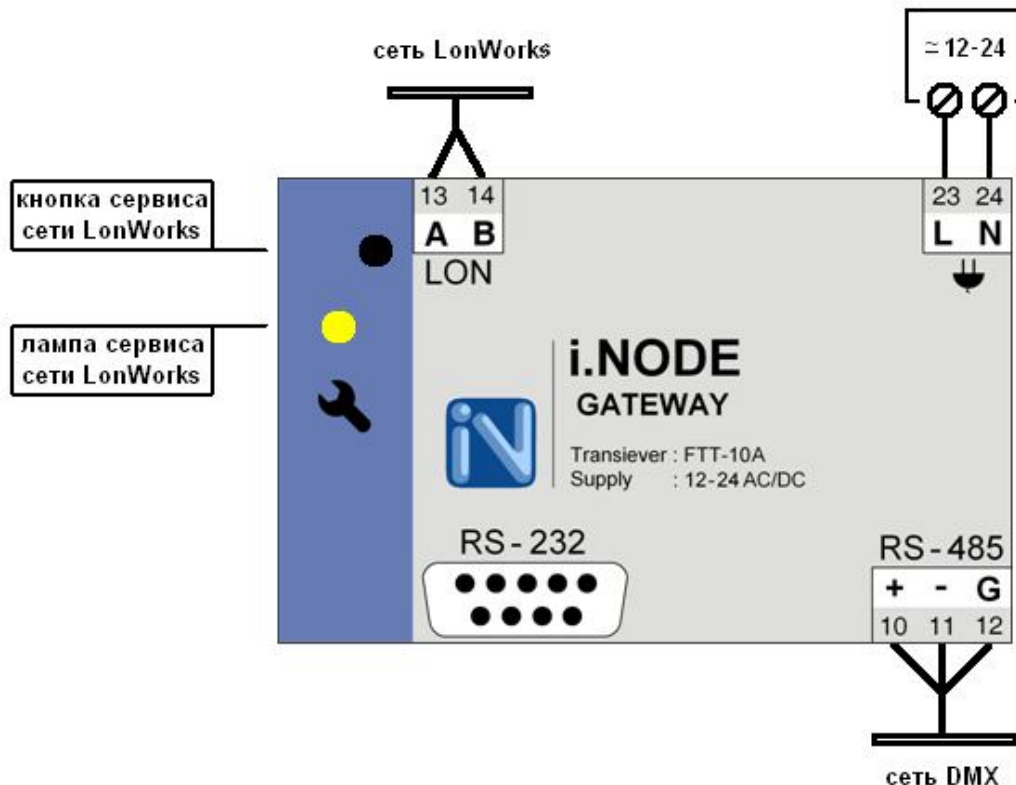 сеть LonWorks
≃ 12-24
кнопка сервиса
сети LonWorks
13 14
A B
LON
23 24
L N
лампа сервиса
сети LonWorks
iN
i.NODE
GATEWAY
Transiever : FTT-10A
Supply : 12-24 AC/DC
RS - 232
RS - 485
+ - G
10 11 12
сеть DMX